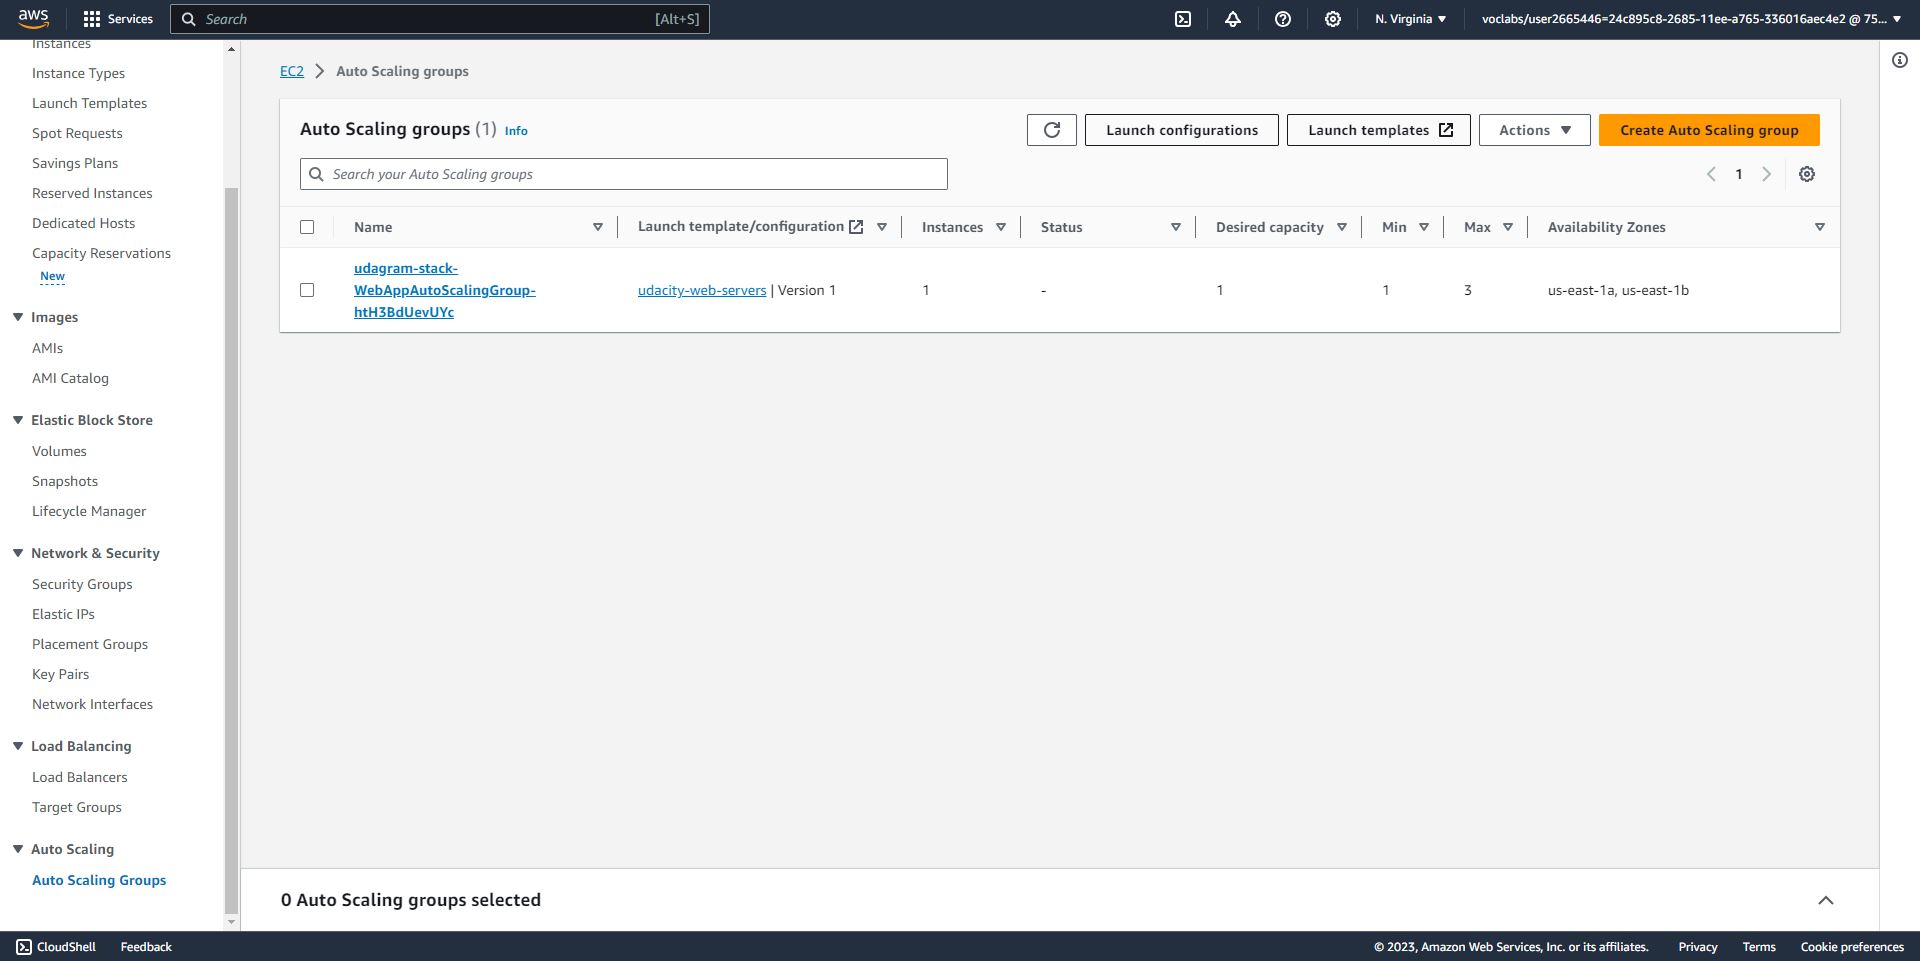 aws
Services
Search
[Alt+S]
N. Virginia
voclabs/user2665446=24c895c8-2685-11ee-a765-336016aec4e2 @ 75...
Instances
Instance Types
Launch Templates
Spot Requests
Savings Plans
Reserved Instances
Dedicated Hosts
Capacity Reservations
New
Images
AMIs
AMI Catalog
Elastic Block Store
Volumes
Snapshots
Lifecycle Manager
Network & Security
Security Groups
Elastic IPs
Placement Groups
Key Pairs
Network Interfaces
Load Balancing
Load Balancers
Target Groups
Auto Scaling
Auto Scaling Groups
EC2 > Auto Scaling groups
Auto Scaling groups (1) Info
Launch configurations
Launch templates
Actions
Create Auto Scaling group
Search your Auto Scaling groups
1
Name Launch template/configuration Instances Status Desired capacity Min Max Availability Zones
udagram-stack-
WebAppAutoScalingGroup-
htH3BdUevUYc
udacity-web-servers | Version 1 1 - 1 1 3 us-east-1a, us-east-1b
0 Auto Scaling groups selected
CloudShell Feedback © 2023, Amazon Web Services, Inc. or its affiliates. Privacy Terms Cookie preferences